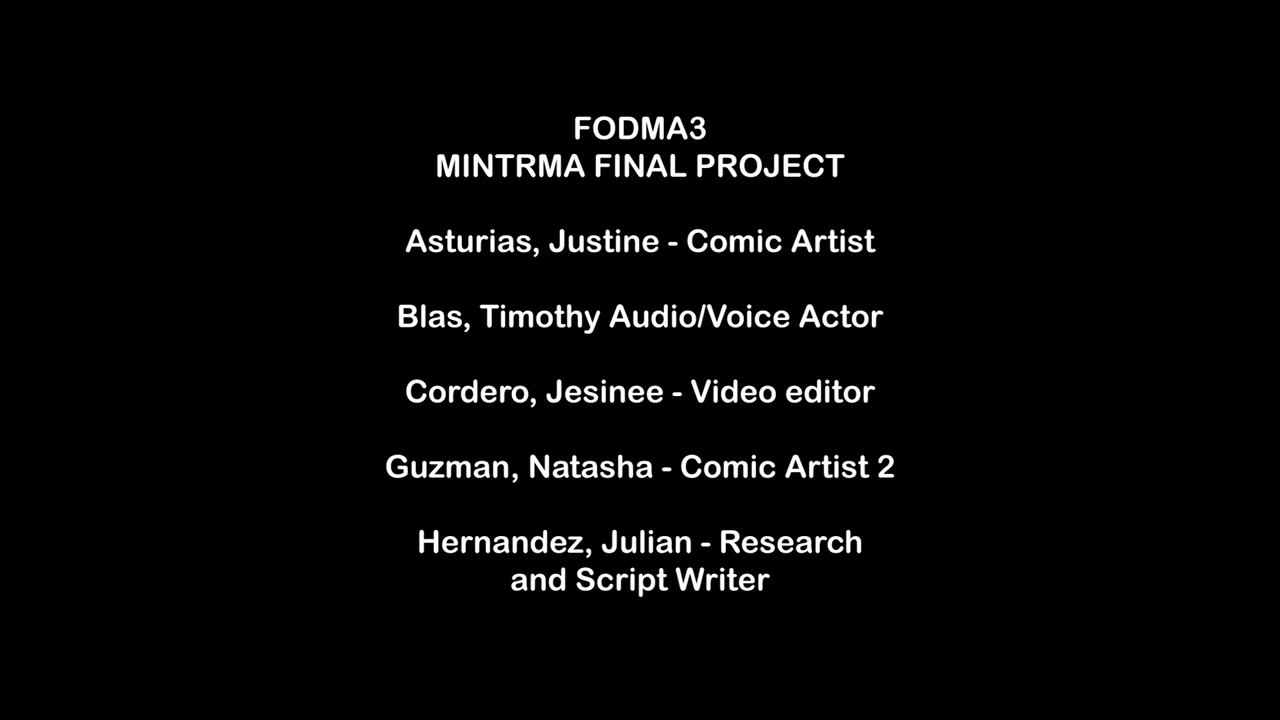 FODMA3
MINTRMA FINAL PROJECT
Asturias, Justine - Comic Artist
Blas, Timothy Audio/Voice Actor
Cordero, Jesinee - Video editor
Guzman, Natasha - Comic Artist 2
Hernandez, Julian - Research
and Script Writer